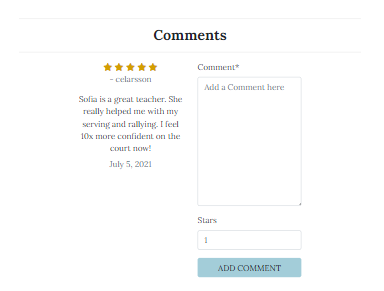 Comments
- celarsson
Sofia is a great teacher. She
really helped me with my
serving and rallying. I feel
10x more confident on the
court now!
July 5, 2021
Comment*
Add a Comment here
Stars
1
ADD COMMENT